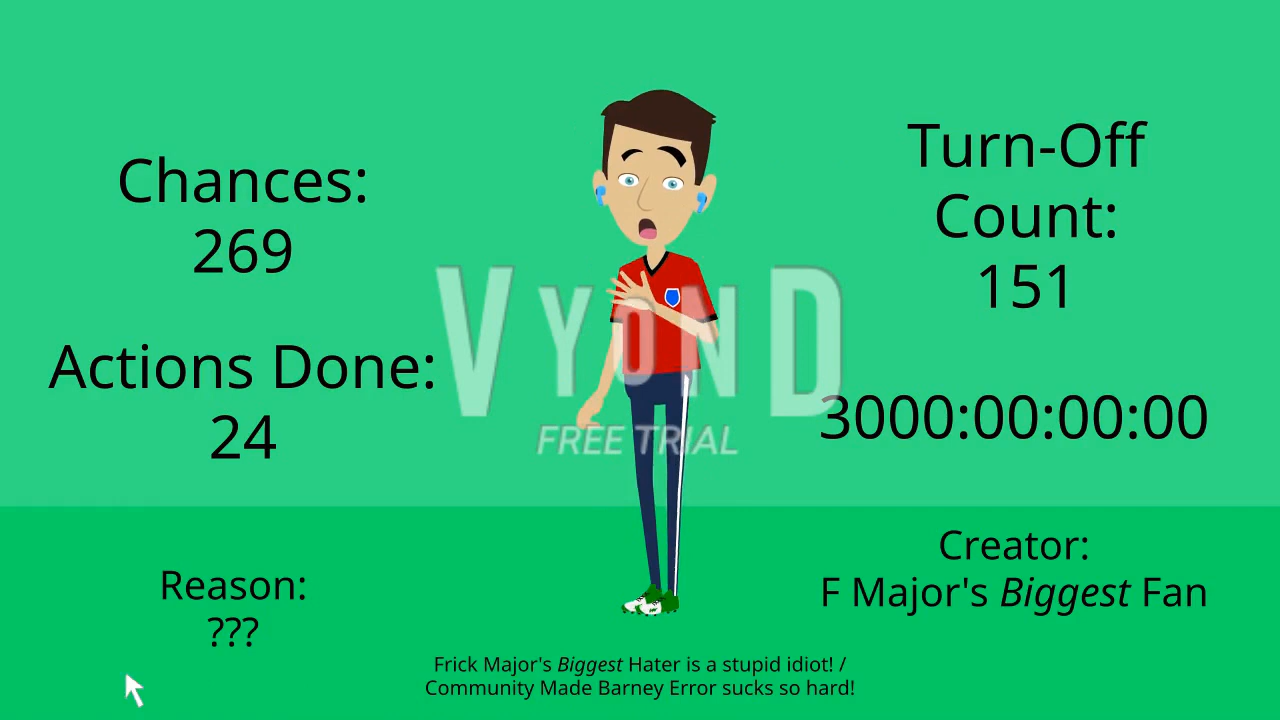 Chances:
269
Actions Done:
24
Reason:
???
Turn-Off
Count:
151
3000:00:00:00
Creator:
F Major's Biggest Fan
VYOND
FREE TRIAL
Frick Major's Biggest Hater is a stupid idiot! /
Community Made Barney Error sucks so hard!